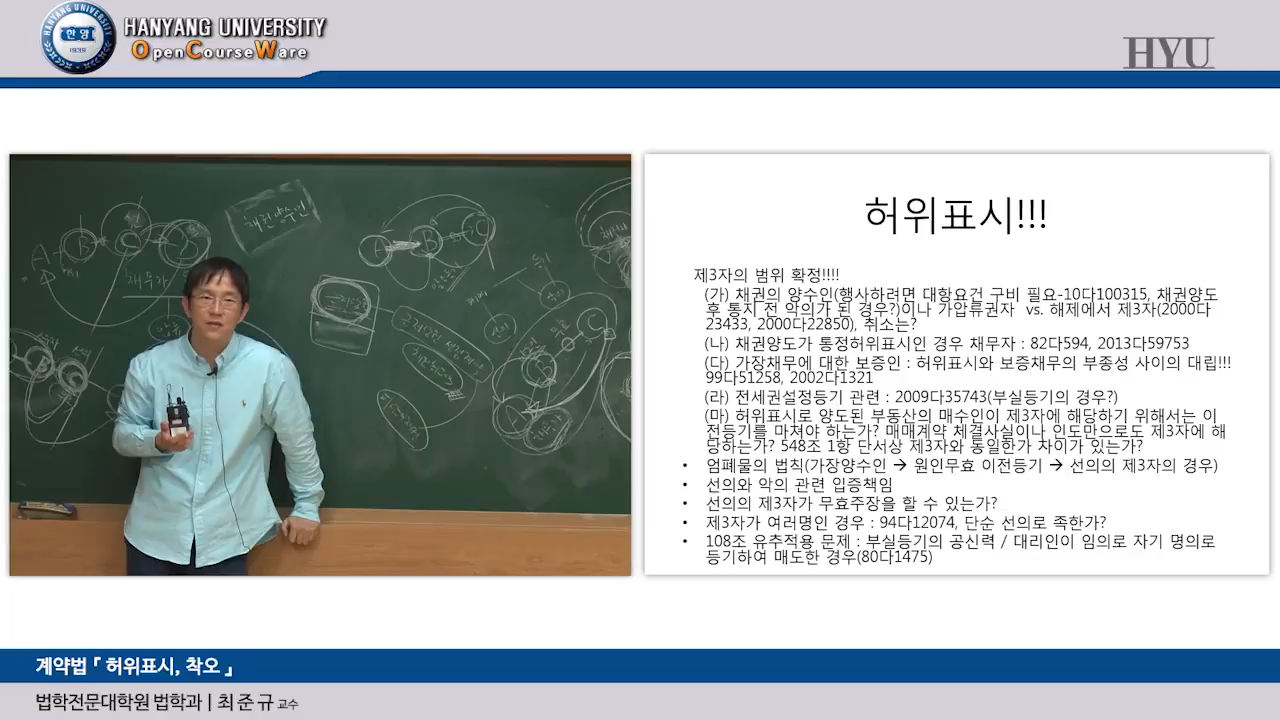 HANYANG UNIVERSITY
OpenCourseWare
HANYANG UNIVERSITY
한양
1939
HYU
채권양수인
A
B
C
D
채무자
A
B
C
허위표시!!!
제3자의 범위 확정!!!!
(가) 채권의 양수인(행사하려면 대항요건 구비 필요-10다100315, 채권양도
후 통지 전 악의가 된 경우?)이나 가압류권자 vs. 해제에서 제3자(2000다
23433, 2000다22850), 취소는?
(나) 채권양도가 통정허위표시인 경우 채무자 : 82다594, 2013다59753
(다) 가장채무에 대한 보증인 : 허위표시와 보증채무의 부종성 사이의 대립!!!
99다51258, 2002다1321
(라) 전세권설정등기 관련 : 2009다35743(부실등기의 경우?)
(마) 허위표시로 양도된 부동산의 매수인이 제3자에 해당하기 위해서는 이
전등기를 마쳐야 하는가? 매매계약 체결사실이나 인도만으로도 제3자에 해
당하는가? 548조 1항 단서상 제3자와 동일한가 차이가 있는가?
• 엄폐물의 법칙(가장양수인 → 원인무효 이전등기 → 선의의 제3자의 경우)
• 선의와 악의 관련 입증책임
• 선의의 제3자가 무효주장을 할 수 있는가?
• 제3자가 여러명인 경우 : 94다12074, 단순 선의로 족한가?
• 108조 유추적용 문제 : 부실등기의 공신력 / 대리인이 임의로 자기 명의로
등기하여 매도한 경우(80다1475)
계약법『 허위표시, 착오 』
법학전문대학원 법학과 | 최 준 규 교수